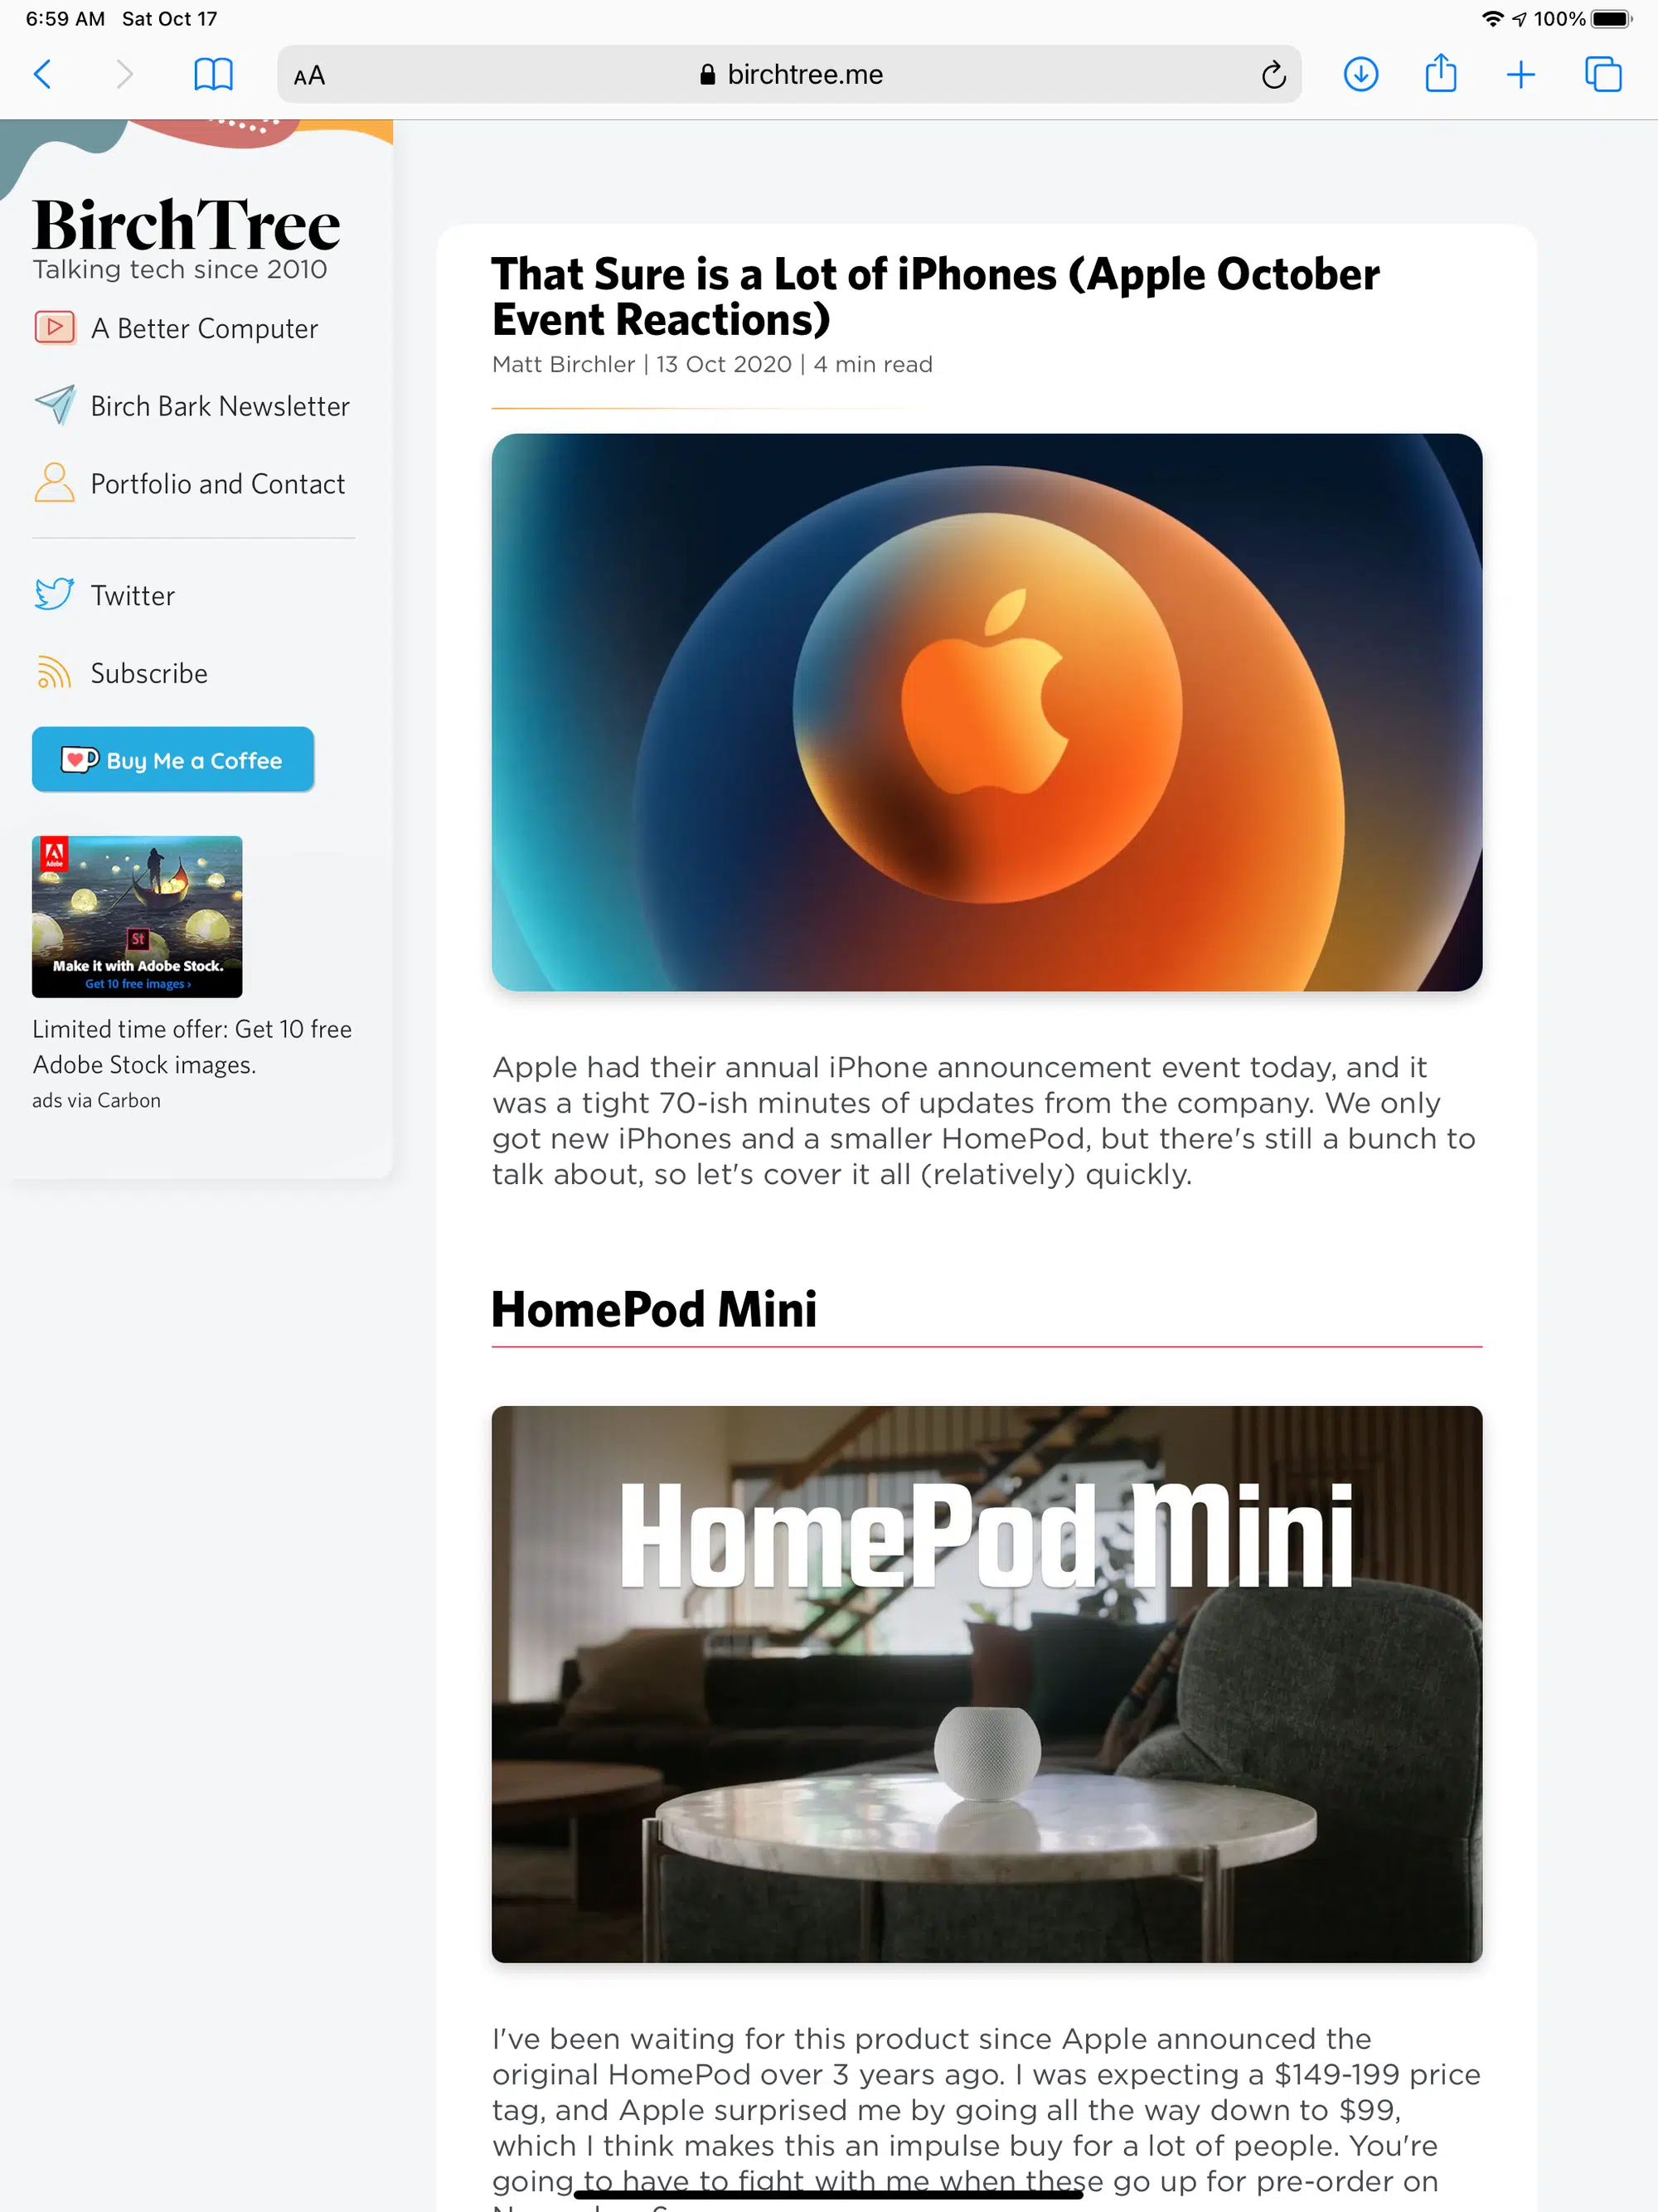 6:59 AM Sat Oct 17
100%
AA
birchtree.me
BirchTree
Talking tech since 2010
A Better Computer
Birch Bark Newsletter
Portfolio and Contact
Twitter
Subscribe
Buy Me a Coffee
Adobe
St
Make it with Adobe Stock.
Get 10 free images ›
Limited time offer: Get 10 free
Adobe Stock images.
ads via Carbon
That Sure is a Lot of iPhones (Apple October
Event Reactions)
Matt Birchler | 13 Oct 2020 | 4 min read
Apple had their annual iPhone announcement event today, and it
was a tight 70-ish minutes of updates from the company. We only
got new iPhones and a smaller HomePod, but there's still a bunch to
talk about, so let's cover it all (relatively) quickly.
HomePod Mini
HomePod Mini
I've been waiting for this product since Apple announced the
original HomePod over 3 years ago. I was expecting a $149-199 price
tag, and Apple surprised me by going all the way down to $99,
which I think makes this an impulse buy for a lot of people. You're
going to have to fight with me when these go up for pre-order on